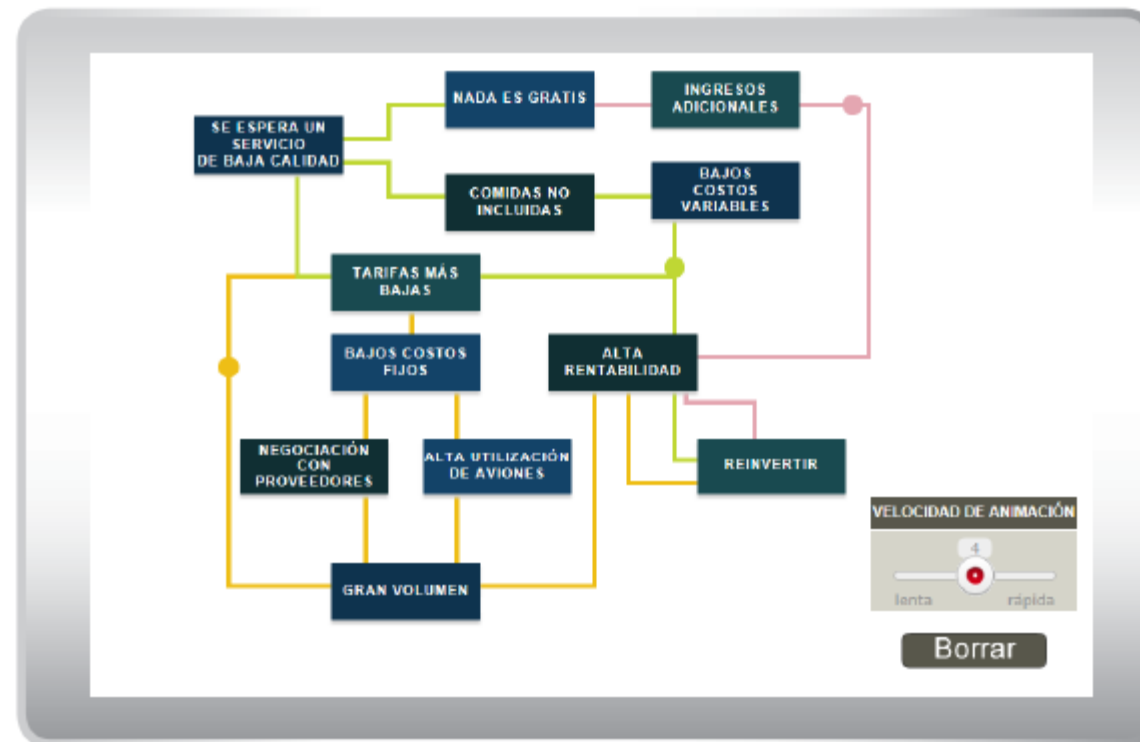 NADA ES GRATIS
INGRESOS
ADICIONALES
SE ESPERA UN
SERVICIO
DE BAJA CALIDAD
COMIDAS NO
INCLUIDAS
BAJOS
COSTOS
VARIABLES
TARIFAS MÁS
BAJAS
BAJOS COSTOS
FIJOS
ALTA
RENTABILIDAD
NEGOCIACIÓN
CON
PROVEEDORES
ALTA UTILIZACIÓN
DE AVIONES
REINVERTIR
GRAN VOLUMEN
VELOCIDAD DE ANIMACIÓN
4
lenta
rápida
Borrar